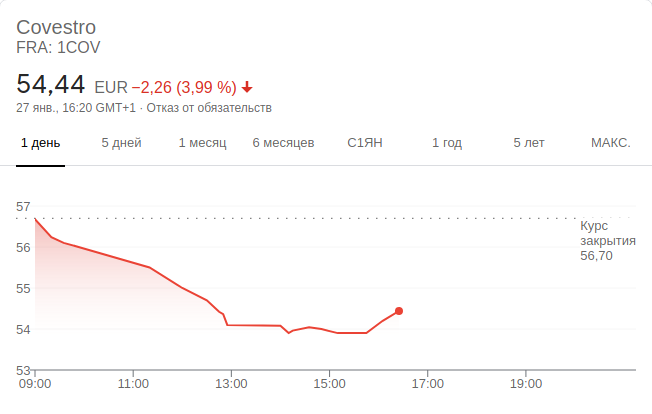 Covestro
FRA: 1COV
54,44 EUR −2,26 (3,99 %)
27 янв., 16:20 GMT+1 · Отказ от обязательств
1 день 5 дней 1 месяц 6 месяцев С1ЯН 1 год 5 лет МАКС.
57
Курс
закрытия
56,70
56
55
54
53
09:00 11:00 13:00 15:00 17:00 19:00